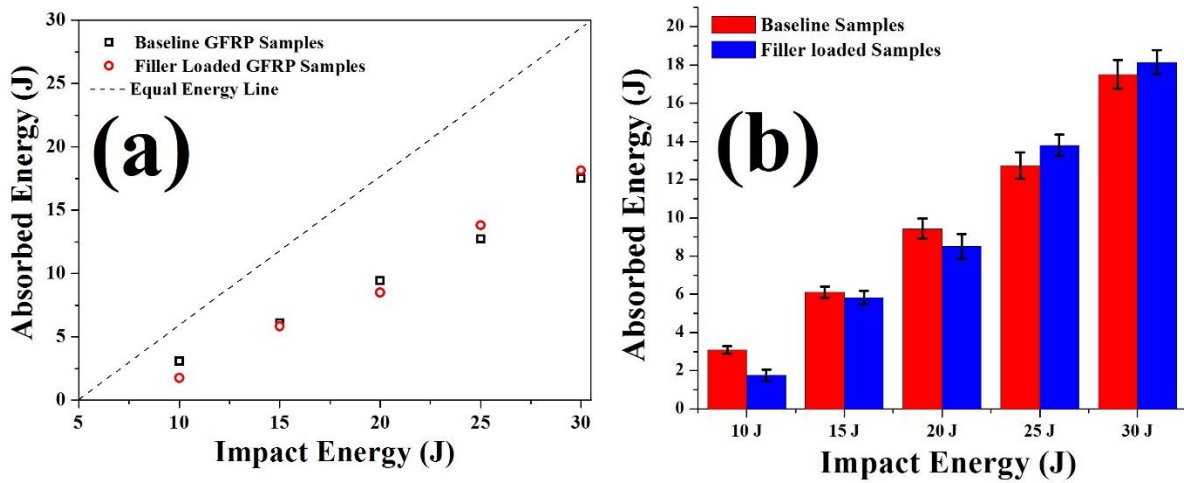 30
25
20
15
10
5
0
Absorbed Energy (J)
Baseline GFRP Samples
Filler Loaded GFRP Samples
Equal Energy Line
(a)
5 10 15 20 25 30
Impact Energy (J)
20
18
16
14
12
10
8
6
4
2
0
Absorbed Energy (J)
Baseline Samples
Filler loaded Samples
(b)
10 J 15 J 20 J 25 J 30 J
Impact Energy (J)